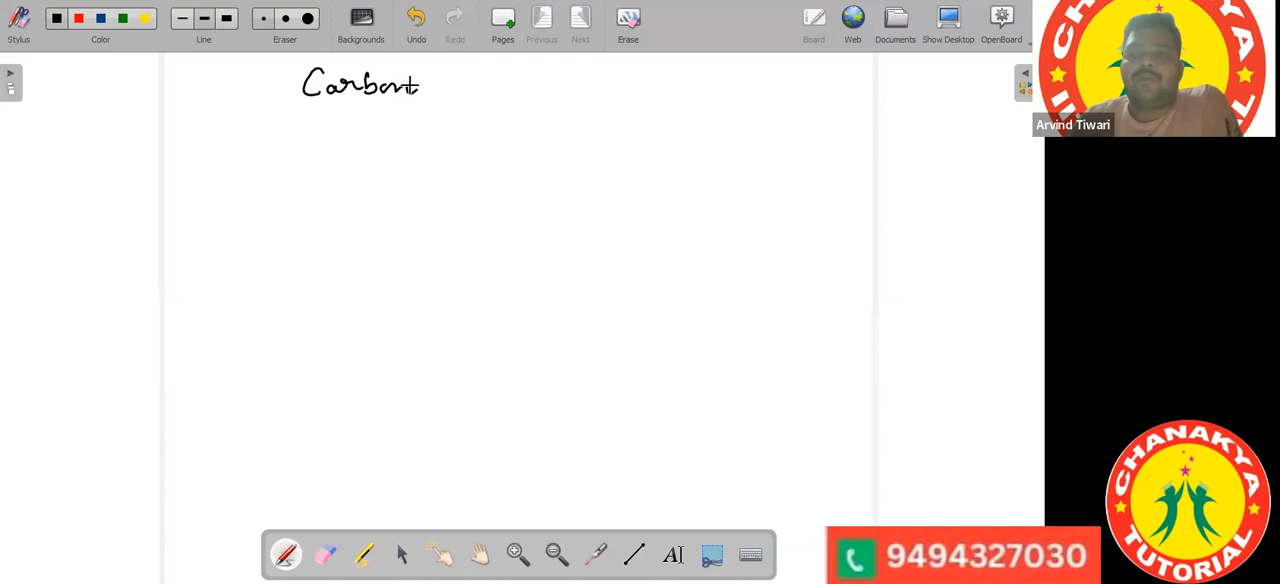 Stylus
Color
Line
Eraser
Backgrounds
Undo
Redo
Pages
Previous
Next
Erase
Board
Web
Documents
Show Desktop
OpenBoard
Carbon
Arvind Tiwari
CHANAKYA
TUTORIAL
9494327030